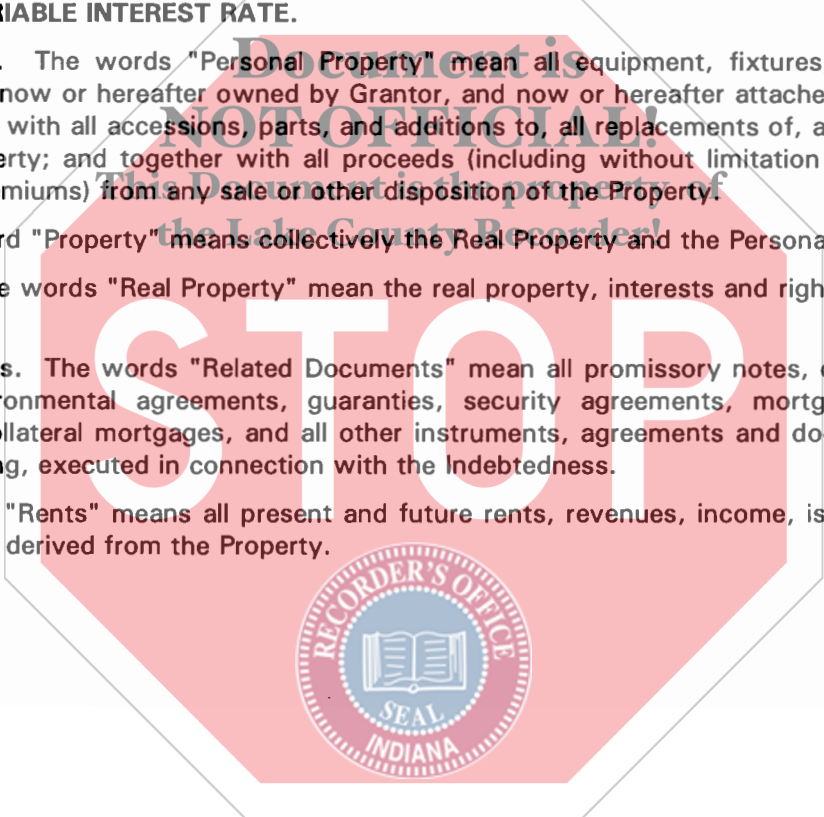 RIABLE INTEREST RATE.
. The words "Personal Property" mean all equipment, fixtures
now or hereafter owned by Grantor, and now or hereafter attache
with all accessions, parts, and additions to, all replacements of, a
erty; and together with all proceeds (including without limitation
miums) from any sale or other disposition of the Property.
rd "Property" means collectively the Real Property and the Persona
e words "Real Property" mean the real property, interests and righ
s. The words "Related Documents" mean all promissory notes,
ronmental agreements, guaranties, security agreements, mortg
llateral mortgages, and all other instruments, agreements and do
ng, executed in connection with the Indebtedness.
"Rents" means all present and future rents, revenues, income, is
derived from the Property.
Document is
NOT OFFICIAL!
This Document is the property of
the Lake County Recorder!
STOP
RECORDER'S OFFICE
SEAL
INDIANA